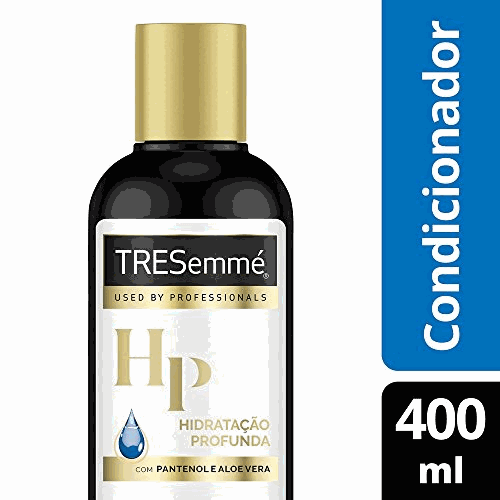 TRESemmé®
USED BY PROFESSIONALS
HP
HIDRATAÇÃO
PROFUNDA
COM PANTENOL E ALOE VERA
Condicionador
400
ml